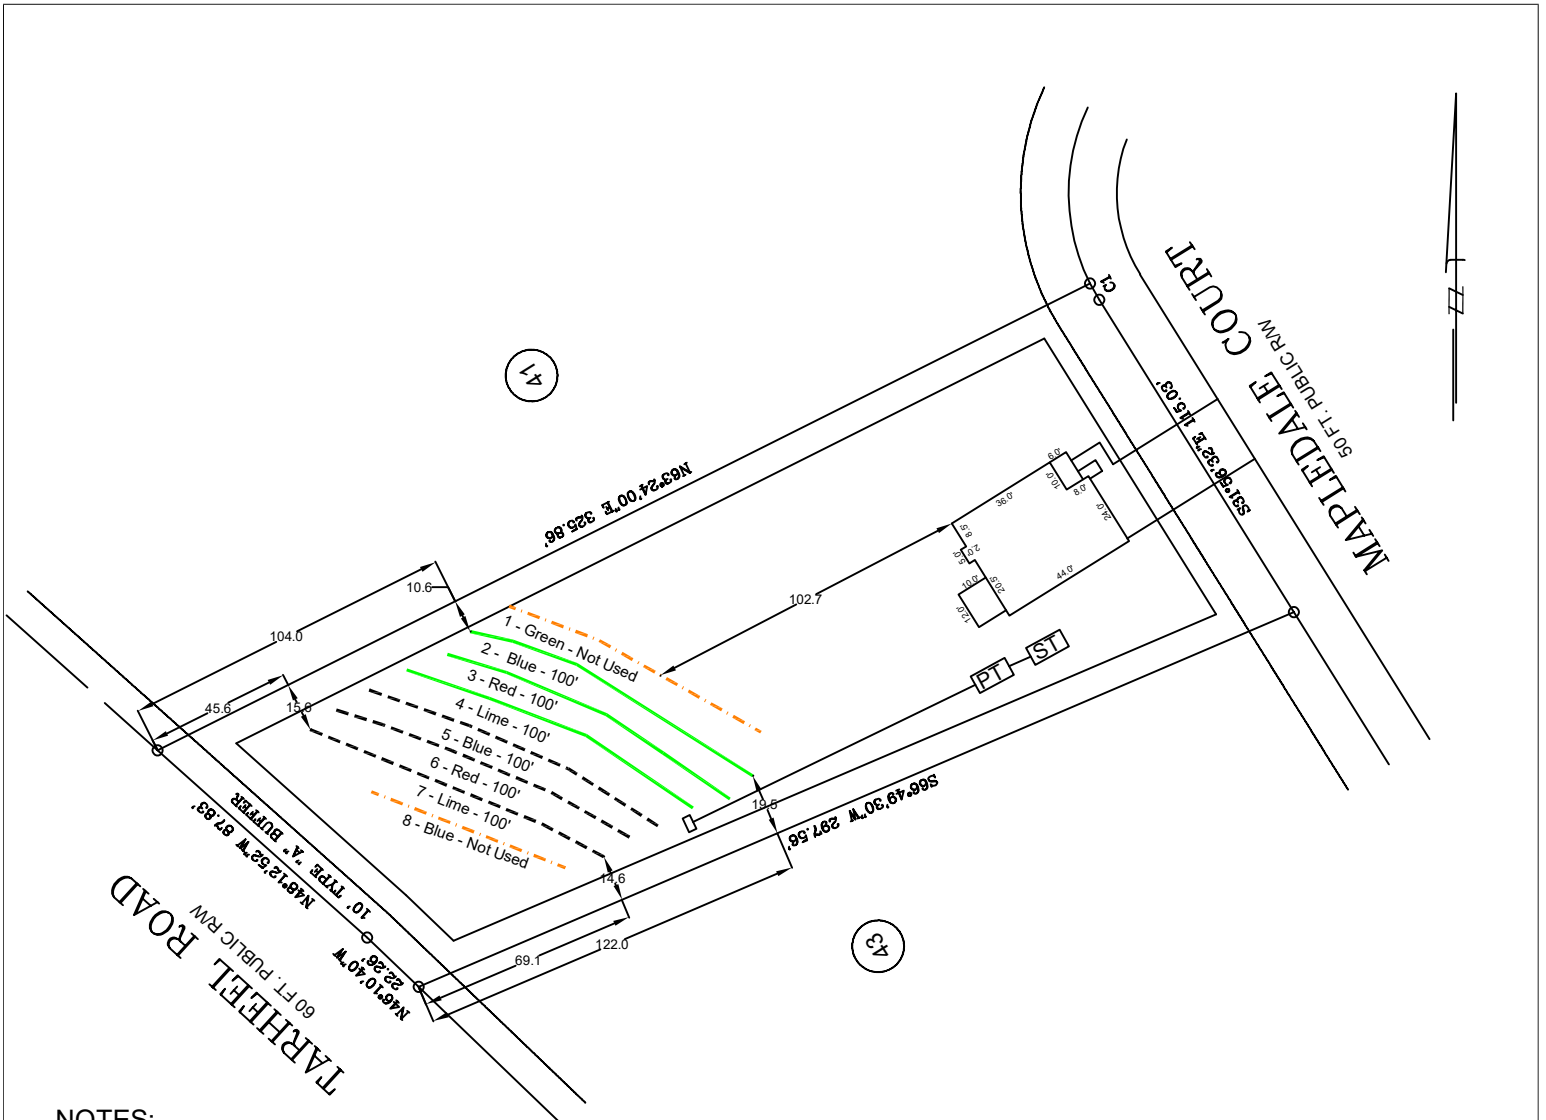 C1
MAPLEDALE COURT
50 FT. PUBLIC R/W
S31°56'32"E 115.03'
41
N63°24'00"E 325.86'
6.0'
10.0'
8.0'
36.0'
24.0'
8.5'
2.0'
5.0'
10.0'
20.5'
12.0'
44.0'
102.7
10.6
104.0
45.6
15.6
1 - Green - Not Used
2 - Blue - 100'
3 - Red - 100'
4 - Lime - 100'
5 - Blue - 100'
6 - Red - 100'
7 - Lime - 100'
8 - Blue - Not Used
ST
PT
19.5
S66°49'30"W 297.56'
14.6
122.0
69.1
43
10' TYPE "A" BUFFER
N48°12'52"W 87.83'
N46°10'40"W
22.26'
TARHEEL ROAD
60 FT. PUBLIC R/W
NOTES: